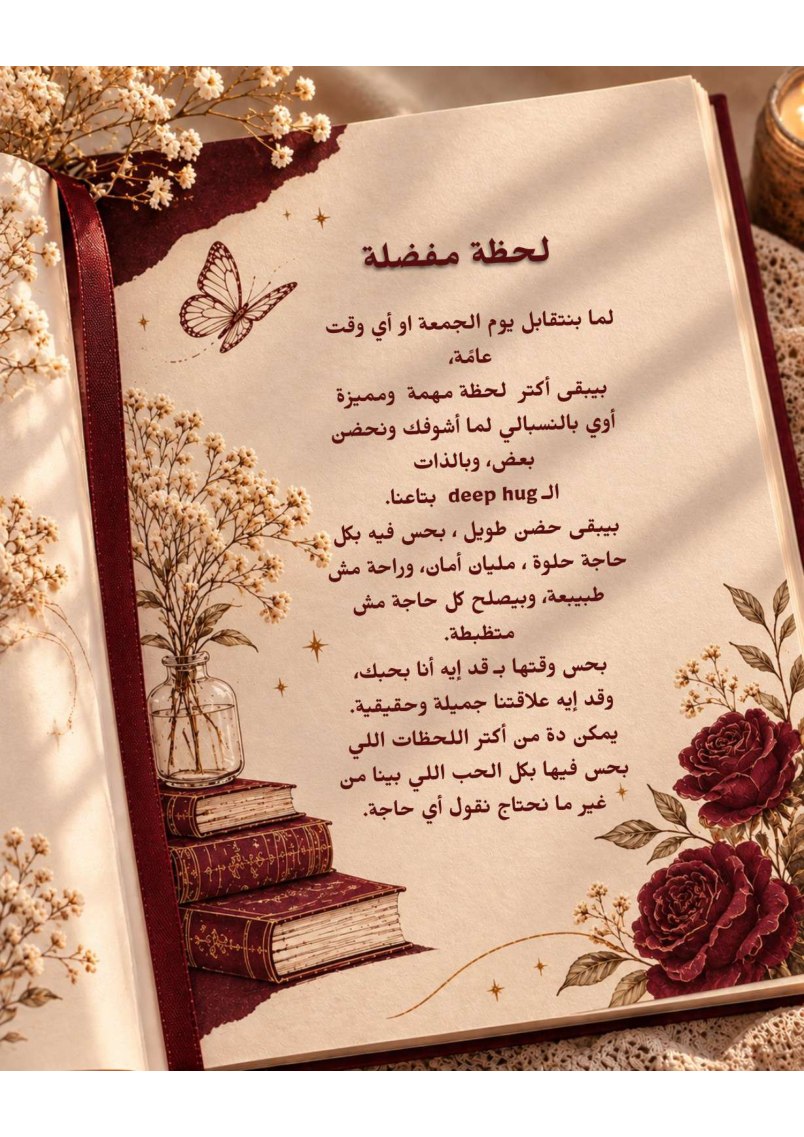 لحظة مفضلة
لما بنتقابل يوم الجمعة او أي وقت
عامًة،
بيبقى أكتر لحظة مهمة ومميزة
أوي بالنسبالي لما أشوفك ونحضن
بعض، وبالذات
الـ deep hug بتاعنا.
بيبقى حضن طويل ، بحس فيه بكل
حاجة حلوة ، مليان أمان، وراحة مش
طبيبعة، وبيصلح كل حاجة مش
متظبطة.
بحس وقتها بـ قد إيه أنا بحبك،
وقد إيه علاقتنا جميلة وحقيقية.
يمكن دة من أكتر اللحظات اللي
بحس فيها بكل الحب اللي بينا من
غير ما نحتاج نقول أي حاجة.